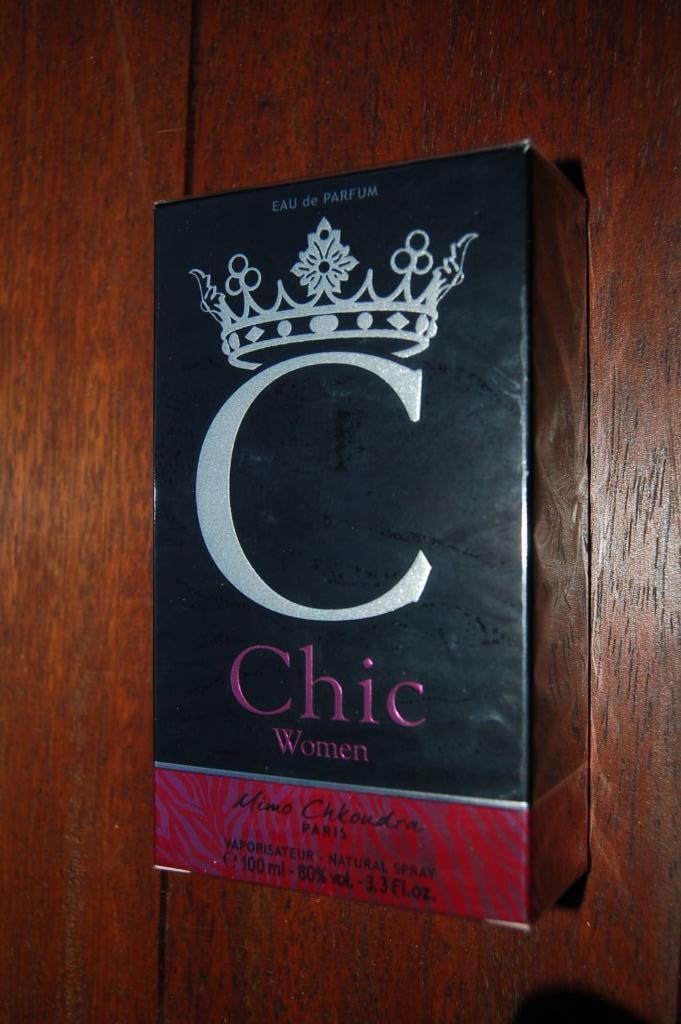 EAU de PARFUM
C
Chic
Women
Mimo Chkoudra
PARIS
VAPORISATEUR - NATURAL SPRAY
100 ml - 80% vol. - 3.3 Fl.oz.